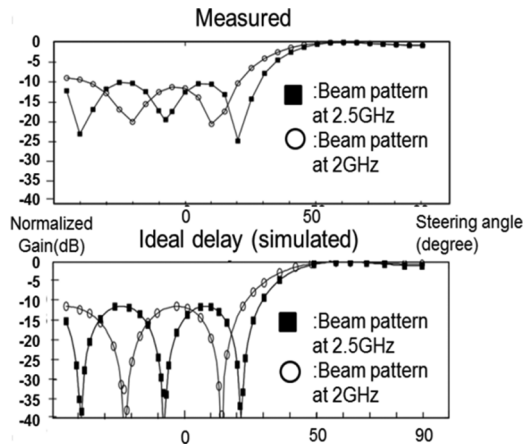 Measured
0
-5
-10
-15
-20
-25
-30
-35
-40
:Beam pattern
at 2.5GHz
:Beam pattern
at 2GHz
0
50
Normalized
Gain(dB)
Steering angle
(degree)
Ideal delay (simulated)
0
-5
-10
-15
-20
-25
-30
-35
-40
:Beam pattern
at 2.5GHz
:Beam pattern
at 2GHz
0
50
90